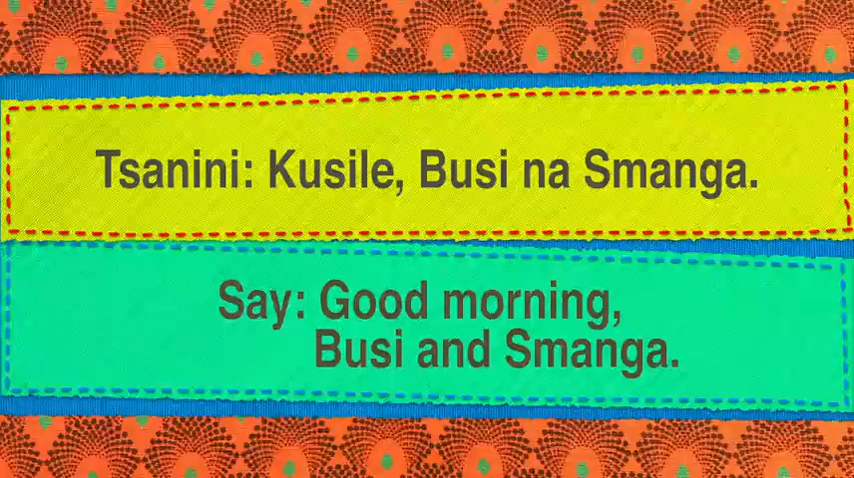 Tsanini: Kusile, Busi na Smanga.
Say: Good morning,
Busi and Smanga.